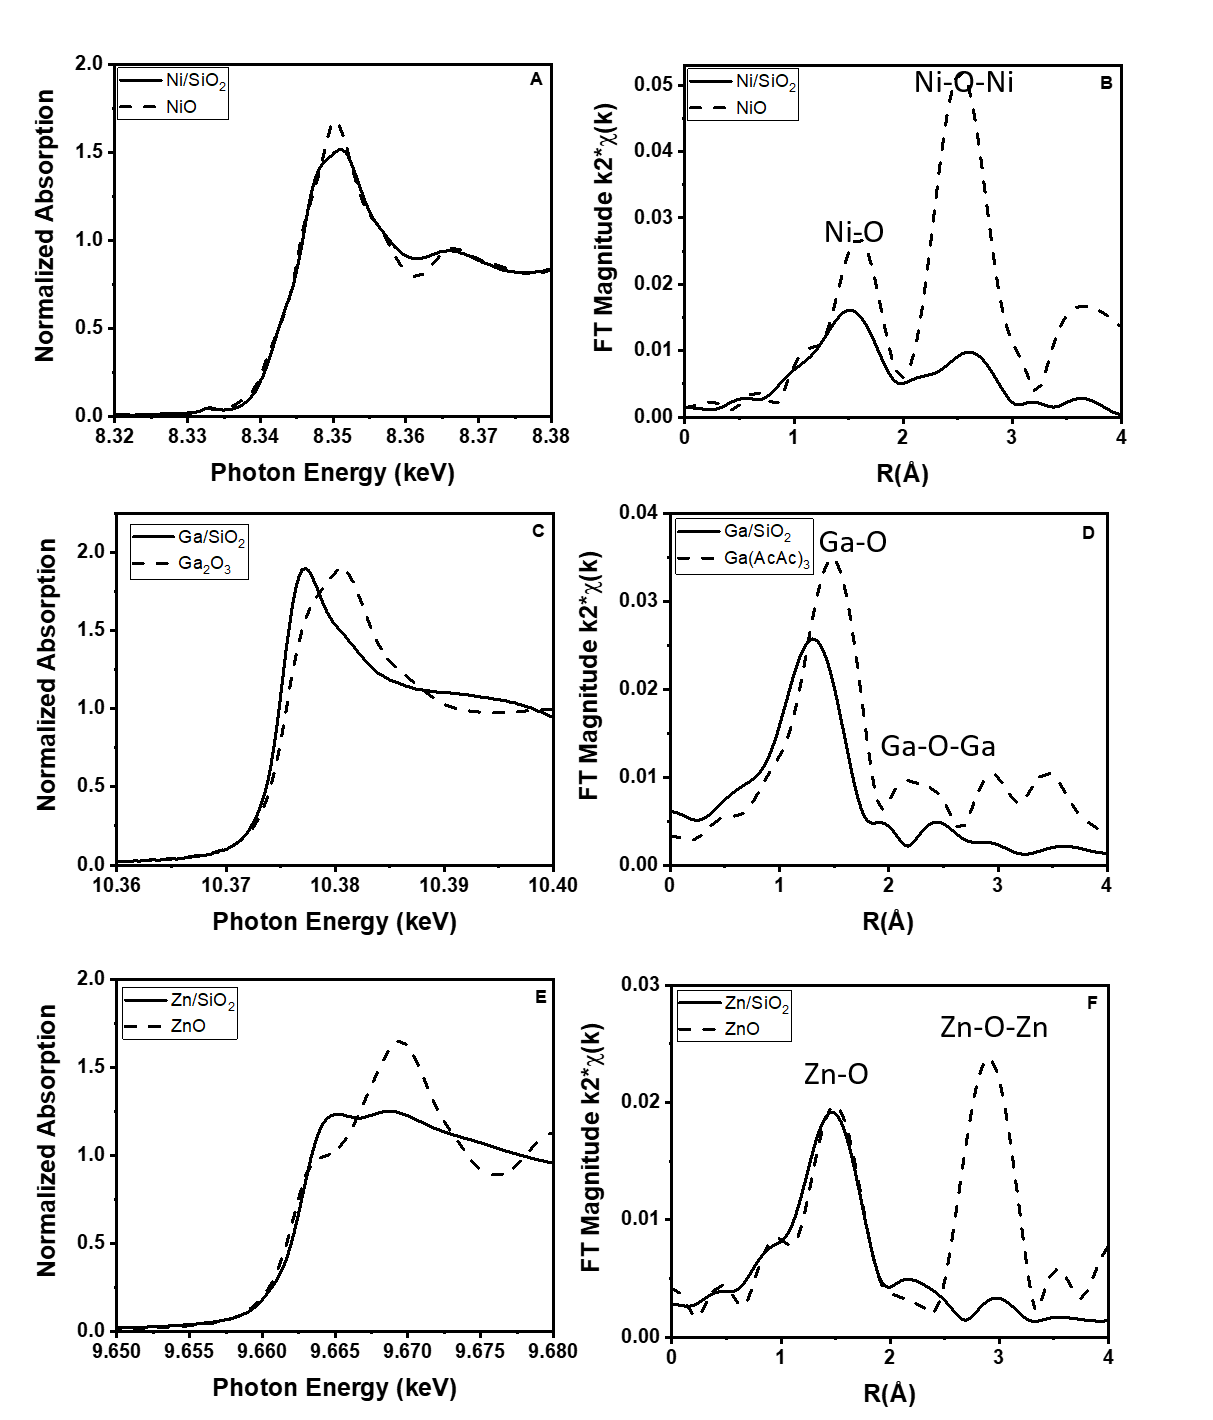 Ni/SiO2
NiO
A
2.0
1.5
1.0
0.5
0.0
8.32 8.33 8.34 8.35 8.36 8.37 8.38
Normalized Absorption
Photon Energy (keV)
Ni/SiO2
NiO
Ni-O-Ni
B
Ni-O
0.05
0.04
0.03
0.02
0.01
0.00
0 1 2 3 4
FT Magnitude k2*χ(k)
R(Å)
Ga/SiO2
Ga2O3
C
2.0
1.5
1.0
0.5
0.0
10.36 10.37 10.38 10.39 10.40
Normalized Absorption
Photon Energy (keV)
Ga/SiO2
Ga(AcAc)3
Ga-O
D
Ga-O-Ga
0.04
0.03
0.02
0.01
0.00
0 1 2 3 4
FT Magnitude k2*χ(k)
R(Å)
Zn/SiO2
ZnO
E
2.0
1.5
1.0
0.5
0.0
9.650 9.655 9.660 9.665 9.670 9.675 9.680
Normalized Absorption
Photon Energy (keV)
Zn/SiO2
ZnO
F
Zn-O-Zn
Zn-O
0.03
0.02
0.01
0.00
0 1 2 3 4
FT Magnitude k2*χ(k)
R(Å)